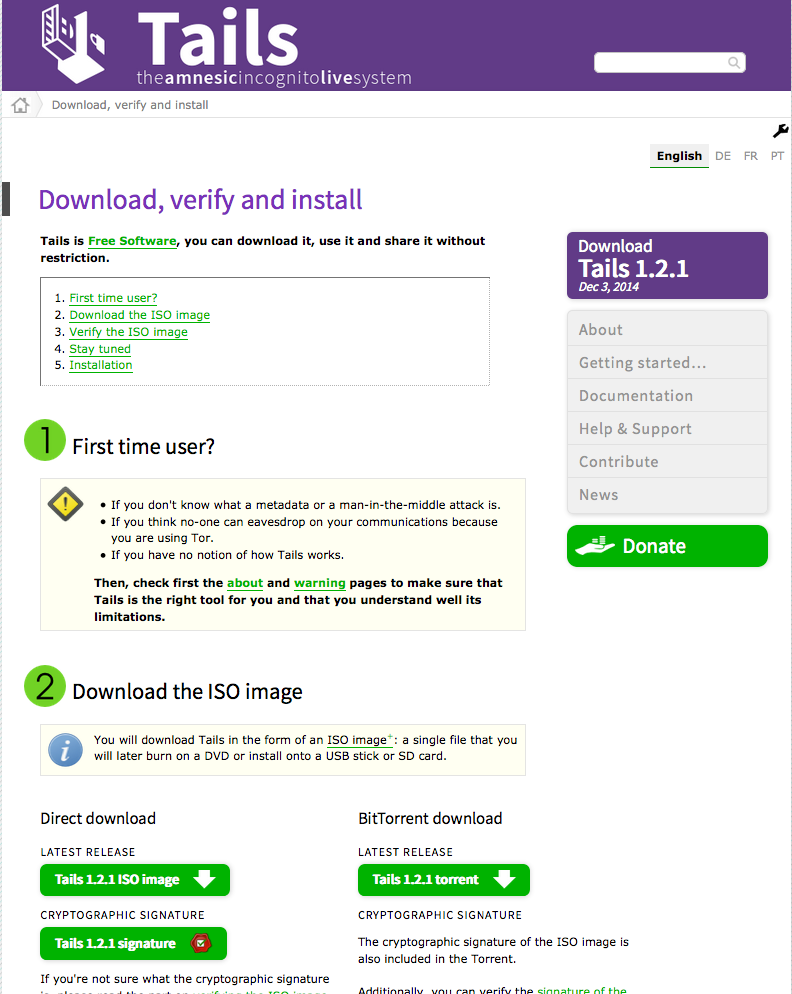 Tails
theamnesicincognitolivesystem
Download, verify and install
English DE FR PT
Download, verify and install
Tails is Free Software, you can download it, use it and share it without
restriction.
1. First time user?
2. Download the ISO image
3. Verify the ISO image
4. Stay tuned
5. Installation
Download
Tails 1.2.1
Dec 3, 2014
About
Getting started…
Documentation
Help & Support
Contribute
News
Donate
1 First time user?
• If you don't know what a metadata or a man-in-the-middle attack is.
• If you think no-one can eavesdrop on your communications because
you are using Tor.
• If you have no notion of how Tails works.
Then, check first the about and warning pages to make sure that
Tails is the right tool for you and that you understand well its
limitations.
2 Download the ISO image
You will download Tails in the form of an ISO image+: a single file that you
will later burn on a DVD or install onto a USB stick or SD card.
Direct download
LATEST RELEASE
Tails 1.2.1 ISO image
CRYPTOGRAPHIC SIGNATURE
Tails 1.2.1 signature
If you're not sure what the cryptographic signature
is, please read the part on verifying the ISO image
BitTorrent download
LATEST RELEASE
Tails 1.2.1 torrent
CRYPTOGRAPHIC SIGNATURE
The cryptographic signature of the ISO image is
also included in the Torrent.
Additionally, you can verify the signature of the